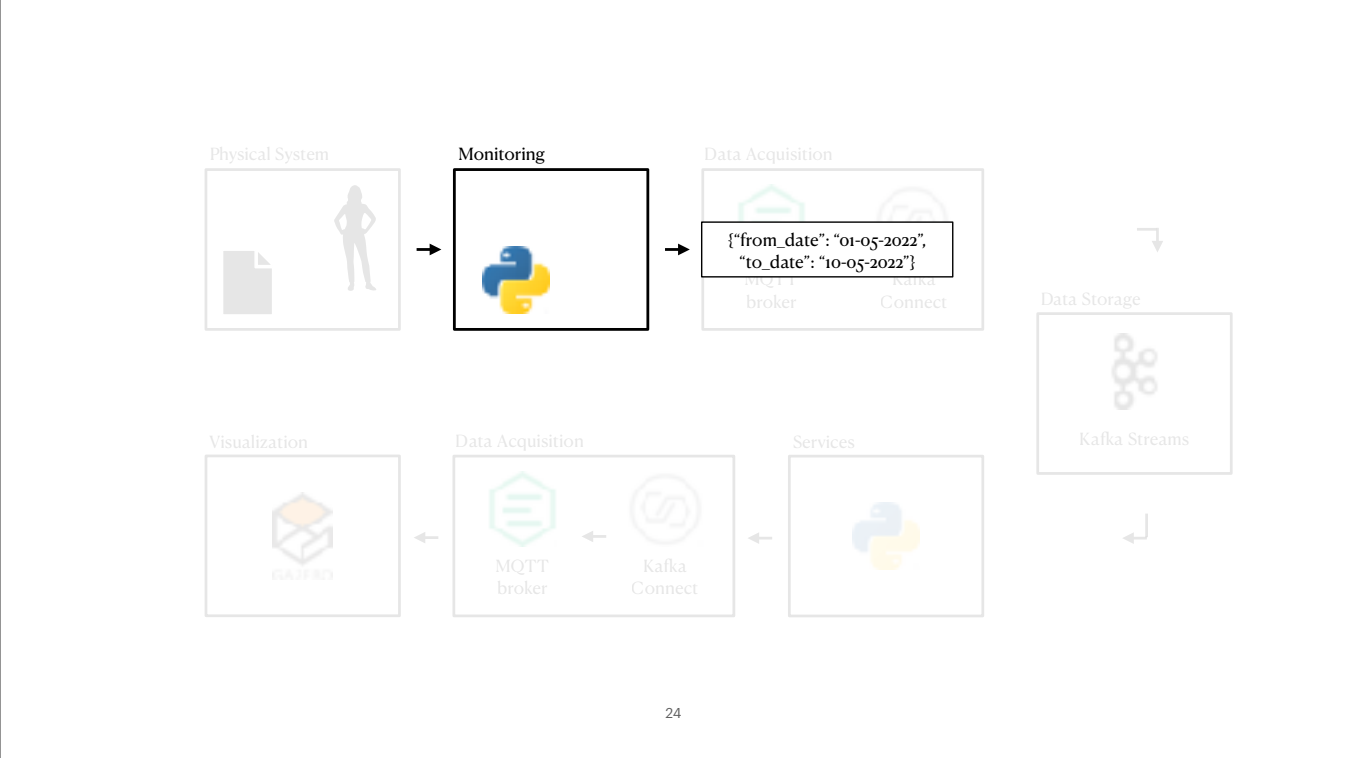 Physical System
Monitoring
Data Acquisition
{“from_date”: “01-05-2022”,
“to_date”: “10-05-2022”}
MQTT
broker
Kafka
Connect
Data Storage
Kafka Streams
Visualization
Data Acquisition
Services
MQTT
broker
Kafka
Connect
24